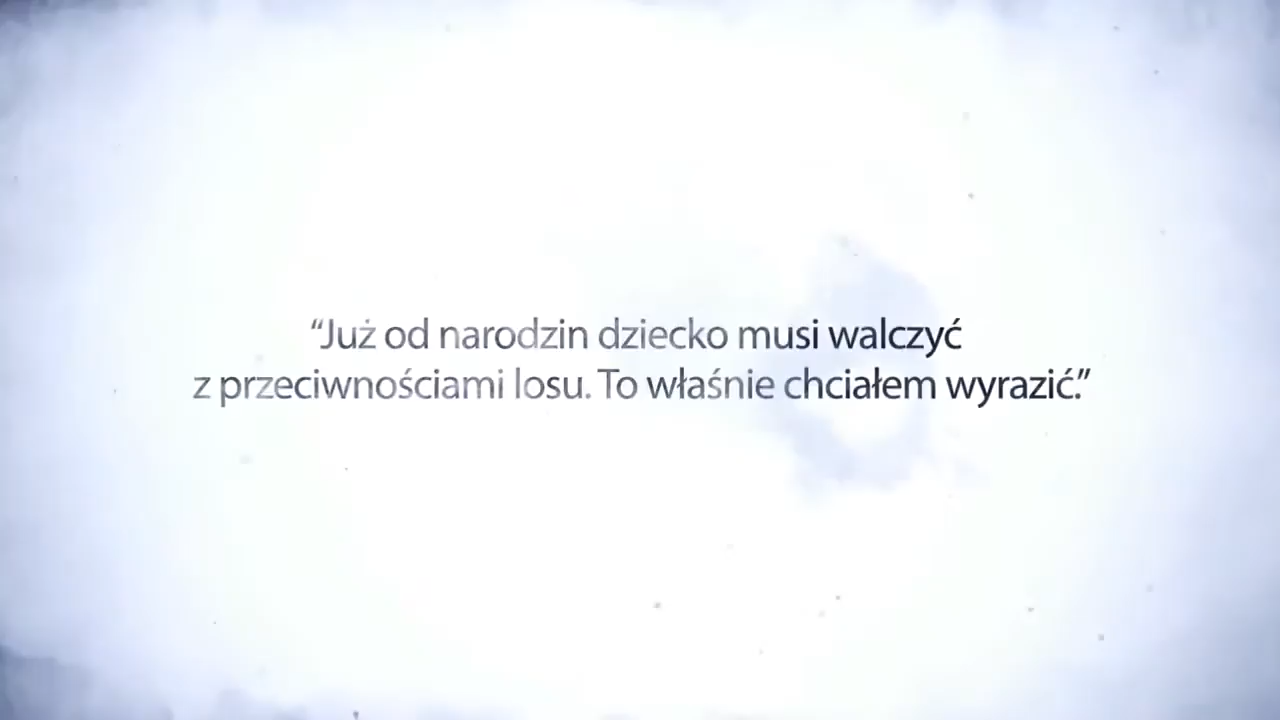 “Już od narodzin dziecko musi walczyć
z przeciwnościami losu. To właśnie chciałem wyrazić.”